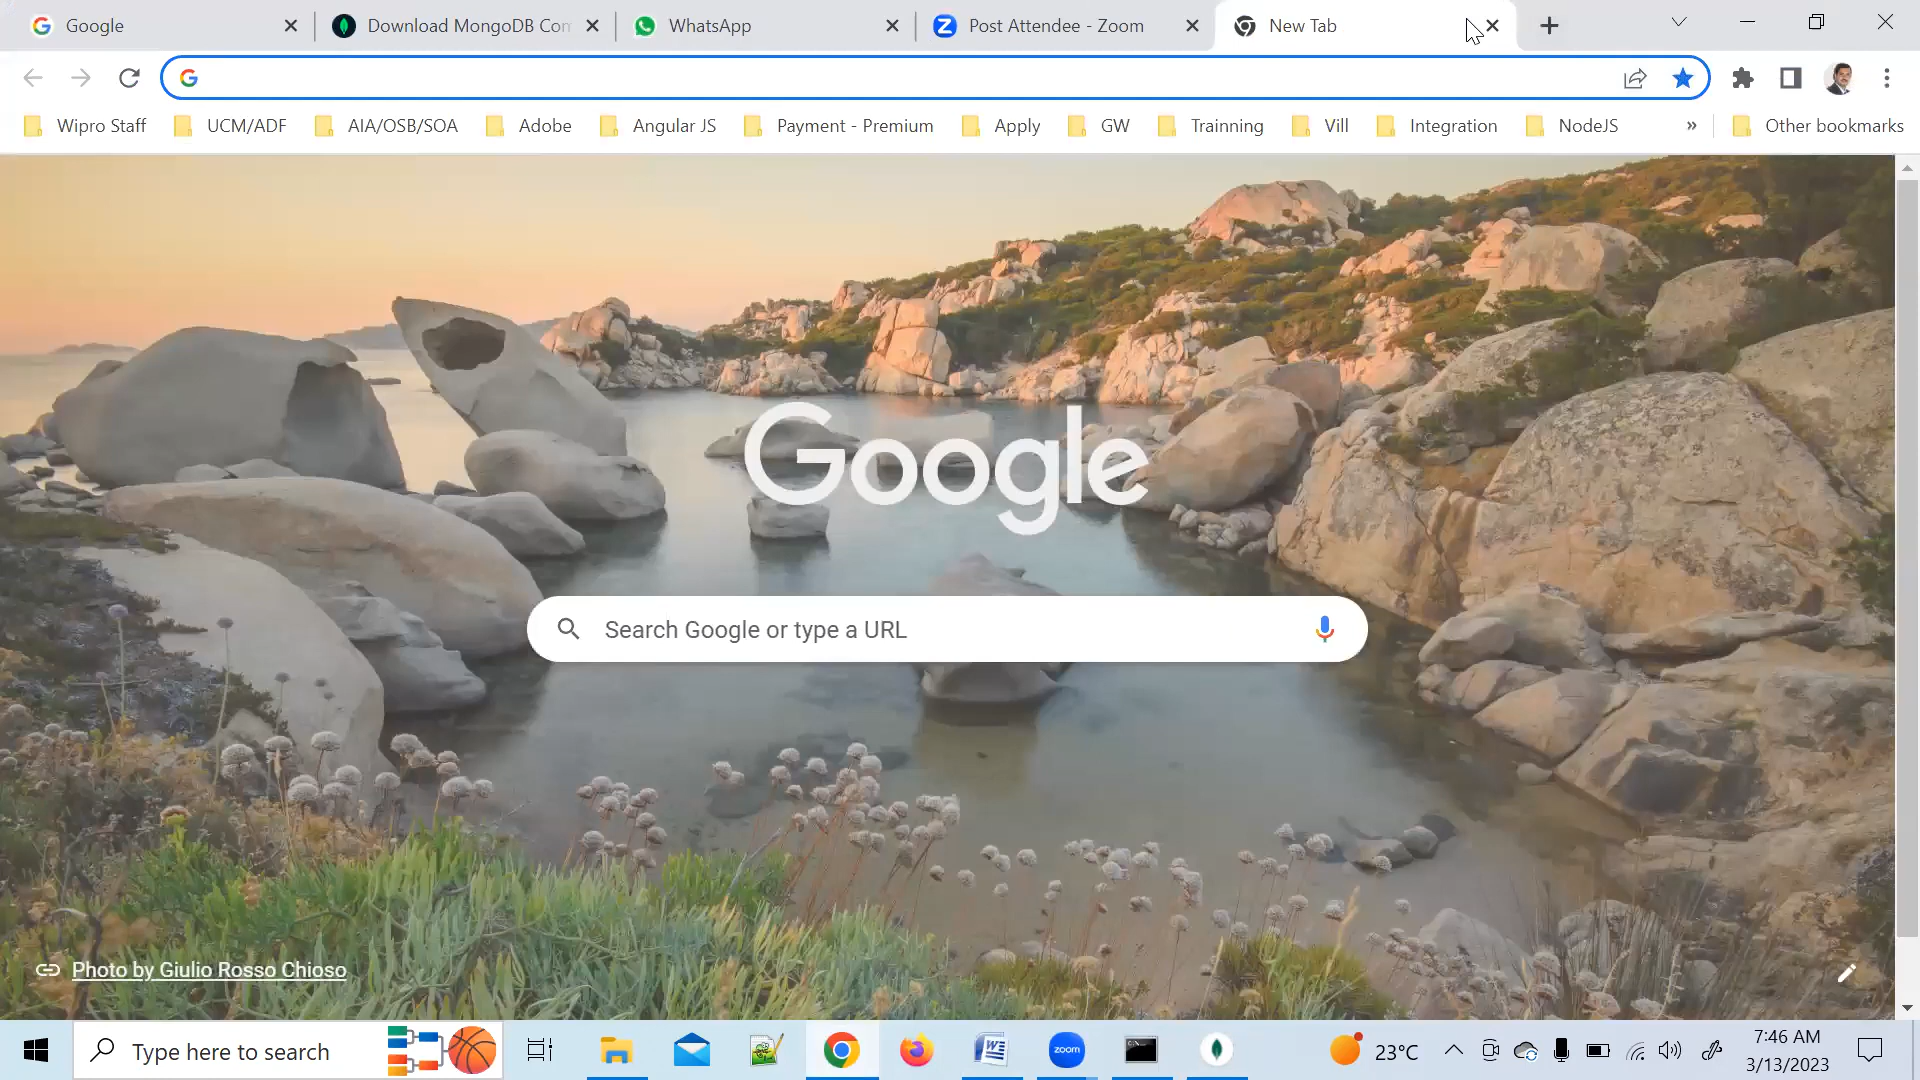 Google
Download MongoDB Con
WhatsApp
Post Attendee - Zoom
New Tab
Wipro Staff
UCM/ADF
AIA/OSB/SOA
Adobe
Angular JS
Payment - Premium
Apply
GW
Trainning
Vill
Integration
NodeJS
»
Other bookmarks
Google
Search Google or type a URL
Photo by Giulio Rosso Chioso
Type here to search
zoom
23°C
7:46 AM
3/13/2023